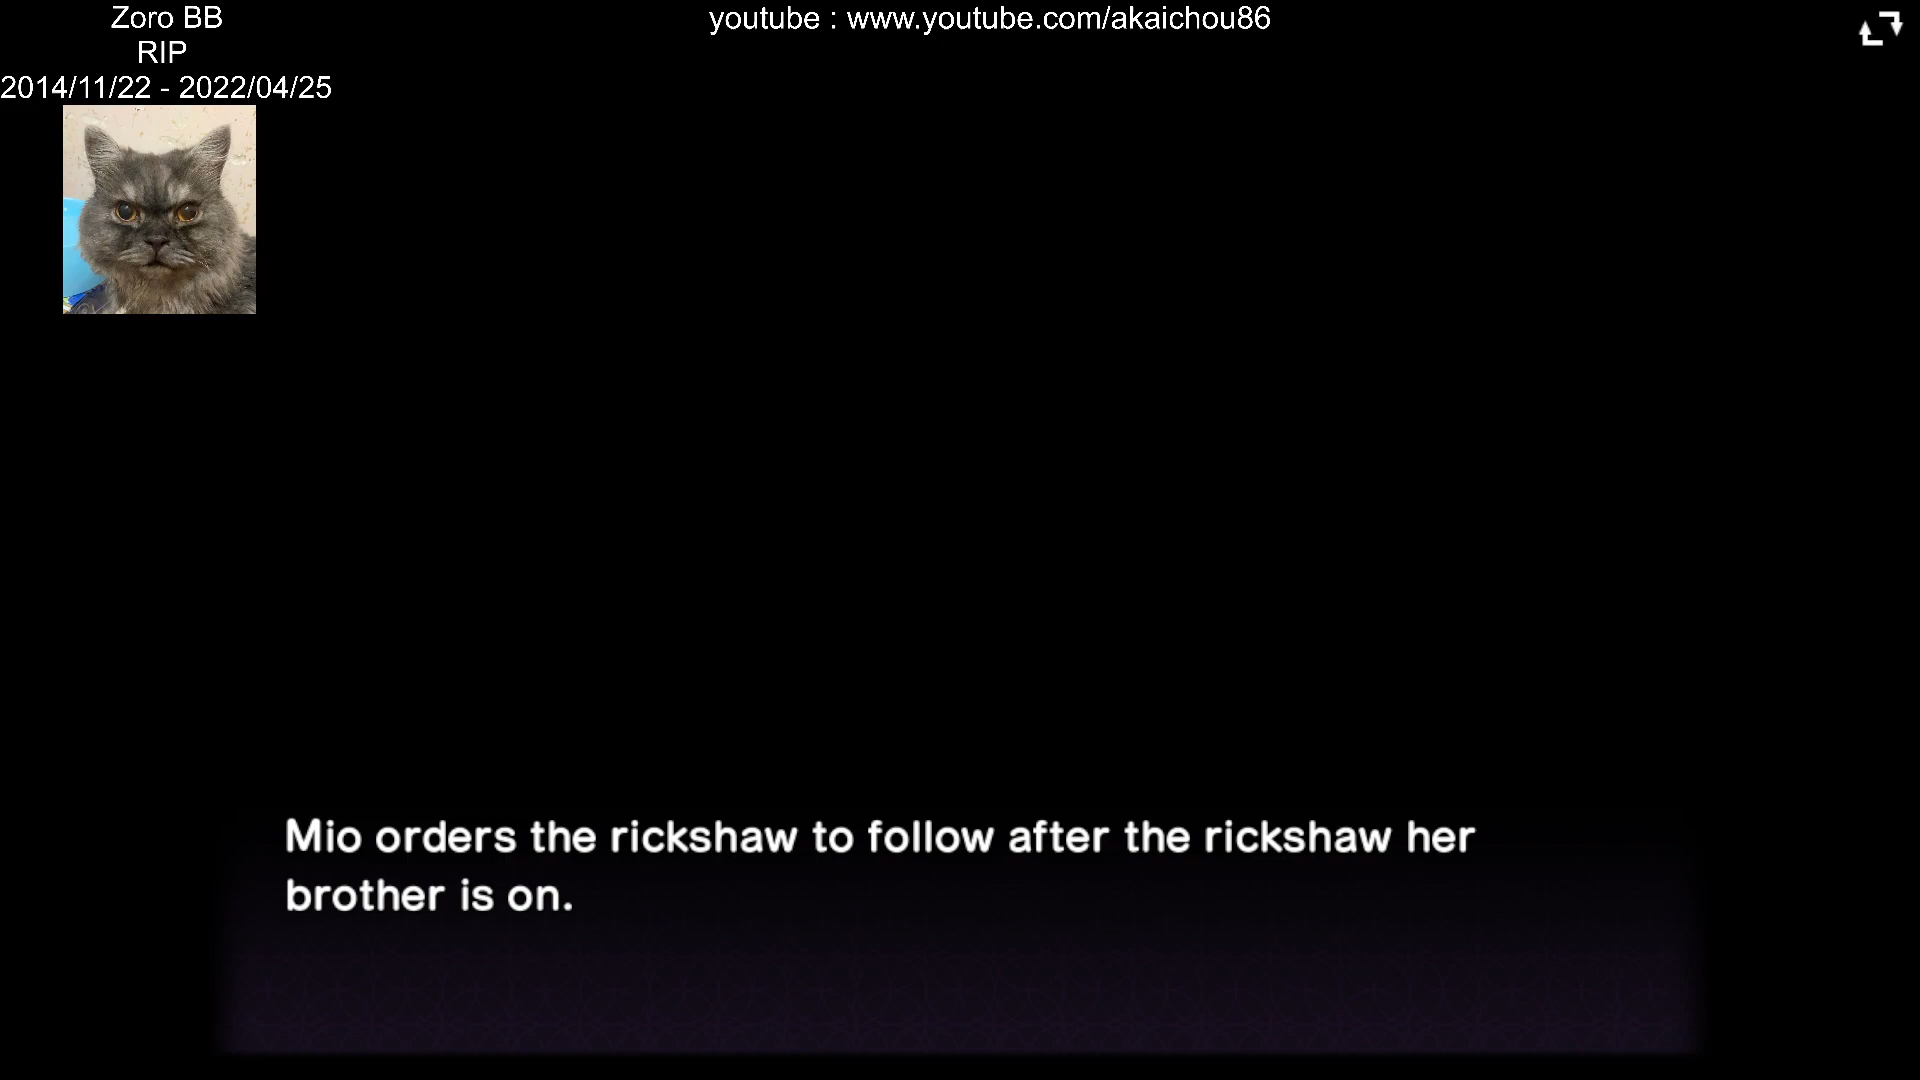 Zoro BB
RIP
2014/11/22 - 2022/04/25
youtube : www.youtube.com/akaichou86
Mio orders the rickshaw to follow after the rickshaw her
brother is on.